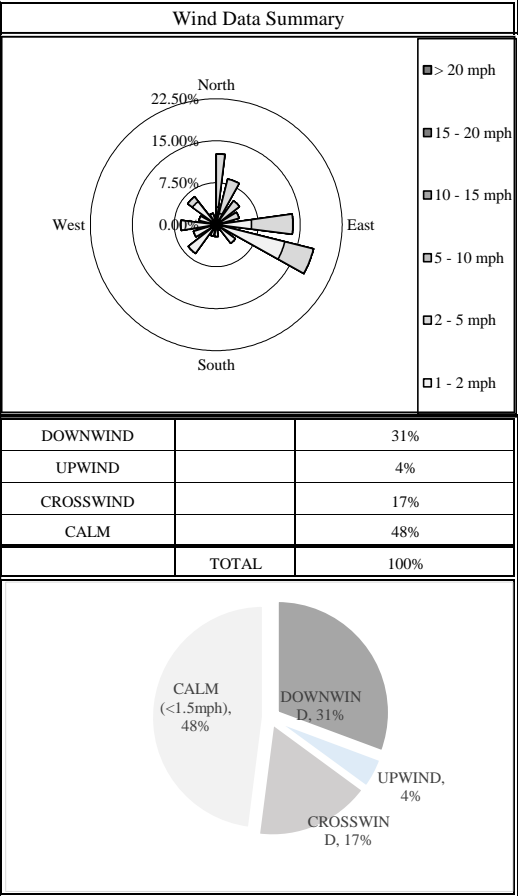 Wind Data Summary
North
22.50%
15.00%
7.50%
0.00%
West
East
South
> 20 mph
15 - 20 mph
10 - 15 mph
5 - 10 mph
2 - 5 mph
1 - 2 mph
DOWNWIND 31%
UPWIND 4%
CROSSWIND 17%
CALM 48%
TOTAL 100%
CALM
(<1.5mph),
48%
DOWNWIN
D, 31%
UPWIND,
4%
CROSSWIN
D, 17%